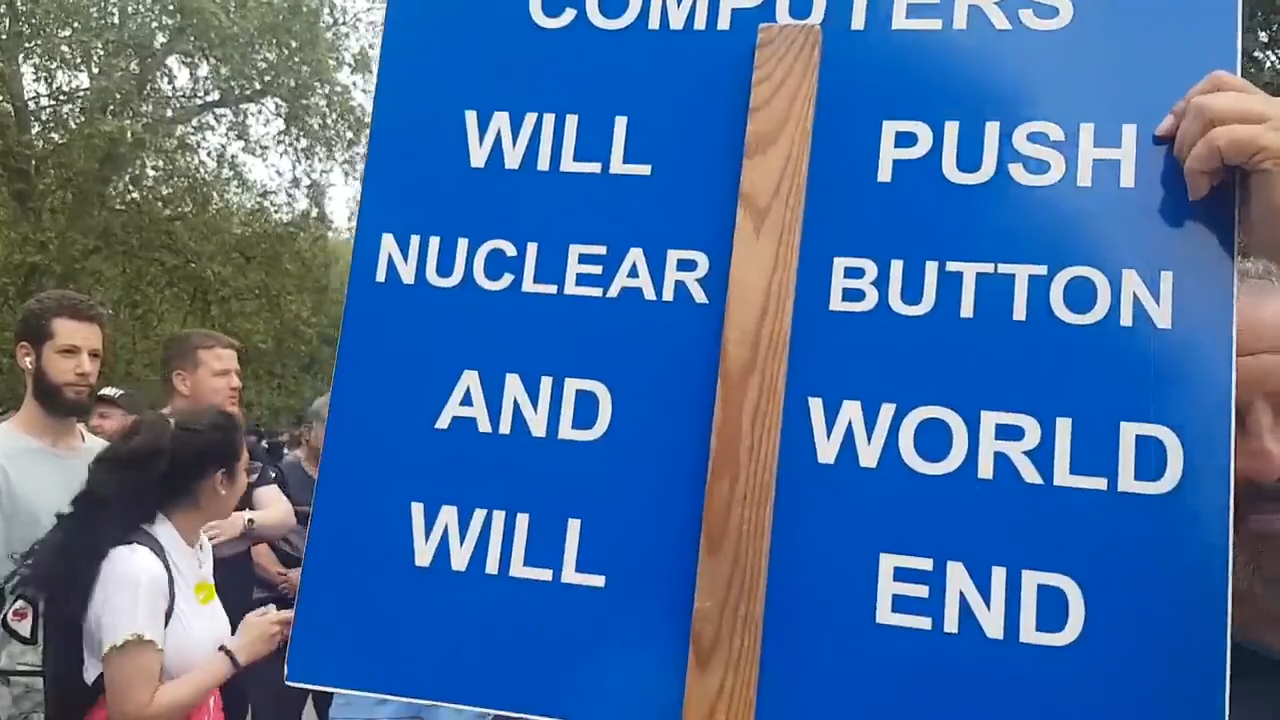 COMPUTERS
WILL PUSH
NUCLEAR BUTTON
AND WORLD
WILL END